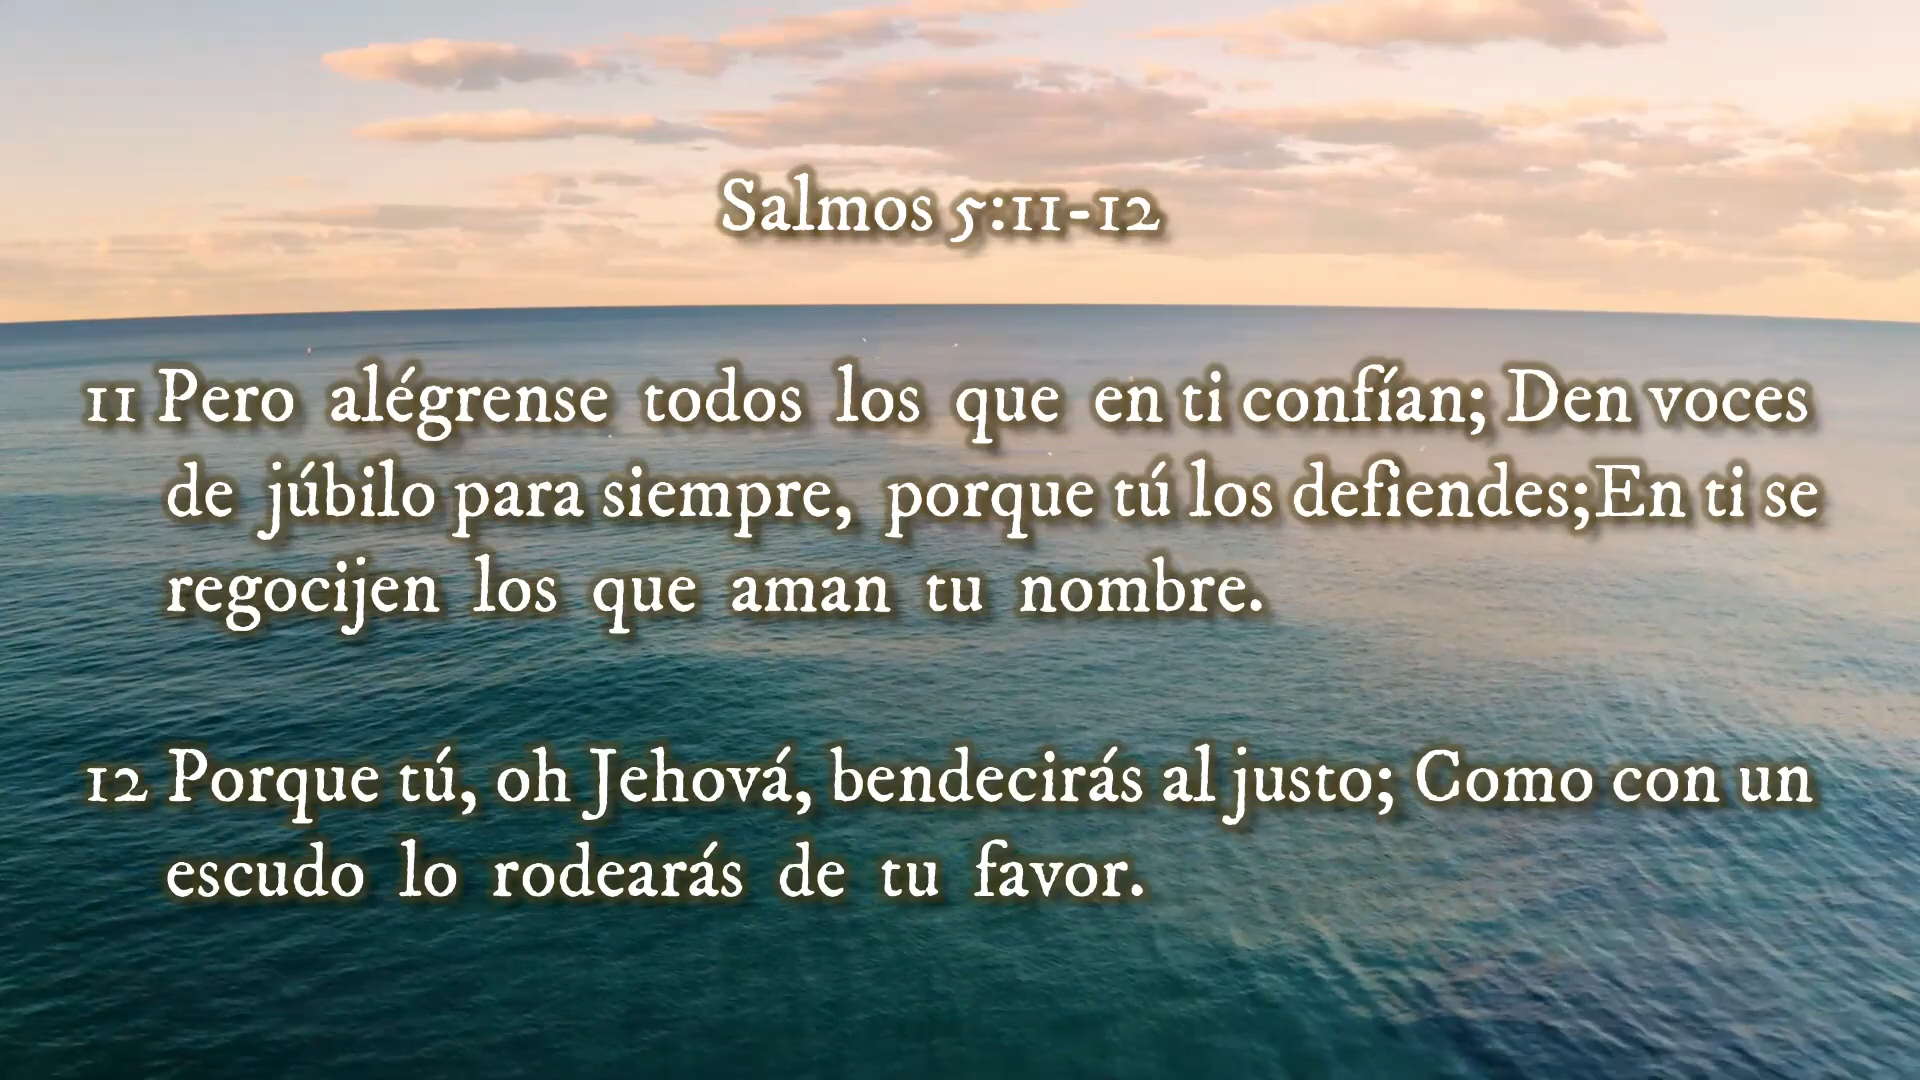 Salmos 5:11-12
11 Pero alégrense todos los que en ti confían; Den voces
de júbilo para siempre, porque tú los defiendes;En ti se
regocijen los que aman tu nombre.
12 Porque tú, oh Jehová, bendecirás al justo; Como con un
escudo lo rodearás de tu favor.